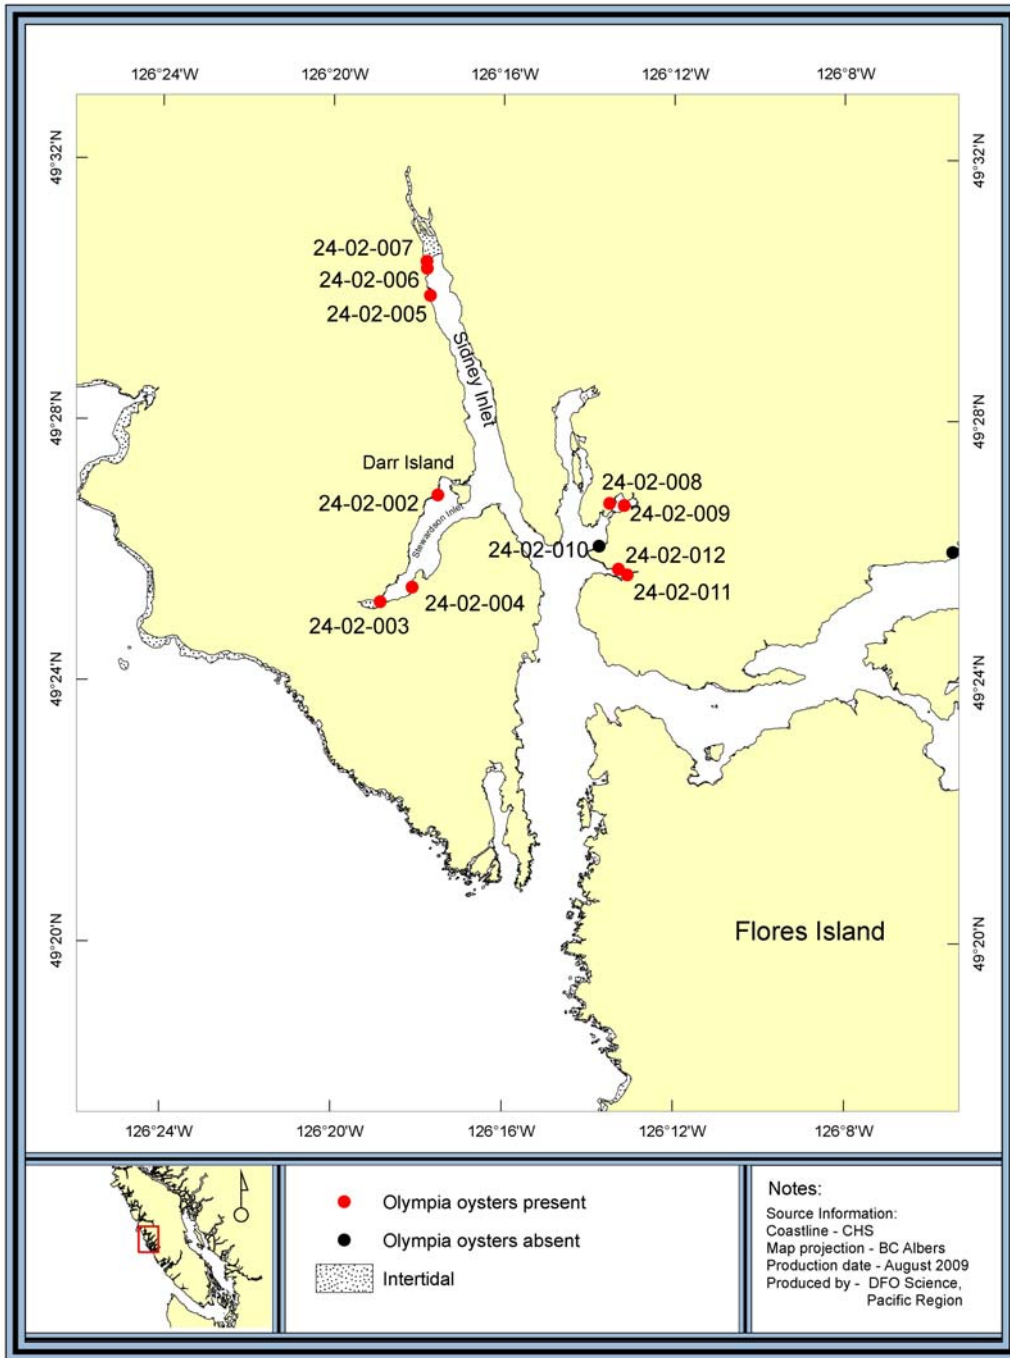 126°24'W 126°20'W 126°16'W 126°12'W 126°8'W
49°32'N 49°32'N
24-02-007
24-02-006
24-02-005
Sidney Inlet
49°28'N 49°28'N
Darr Island
24-02-002
24-02-008
24-02-009
Stewardson Inlet
24-02-010
24-02-012
24-02-011
24-02-004
24-02-003
49°24'N 49°24'N
49°20'N 49°20'N
Flores Island
126°24'W 126°20'W 126°16'W 126°12'W 126°8'W
Olympia oysters present
Olympia oysters absent
Intertidal
Notes:
Source Information:
Coastline - CHS
Map projection - BC Albers
Production date - August 2009
Produced by - DFO Science,
Pacific Region